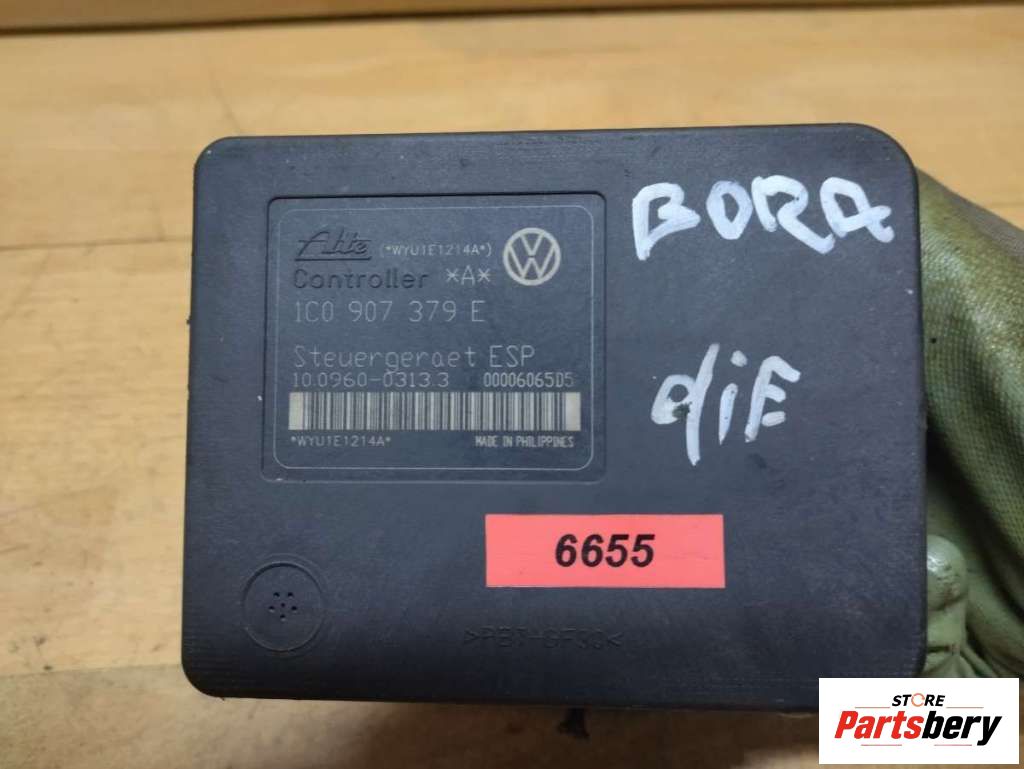 Ate (*WYU1E1214A*)
Controller *A*
1C0 907 379 E
Steuergeraet ESP
10.0960-0313.3 00006065D5
*WYU1E1214A* MADE IN PHILIPPINES
BORA
diE
6655
STORE
Partsbery